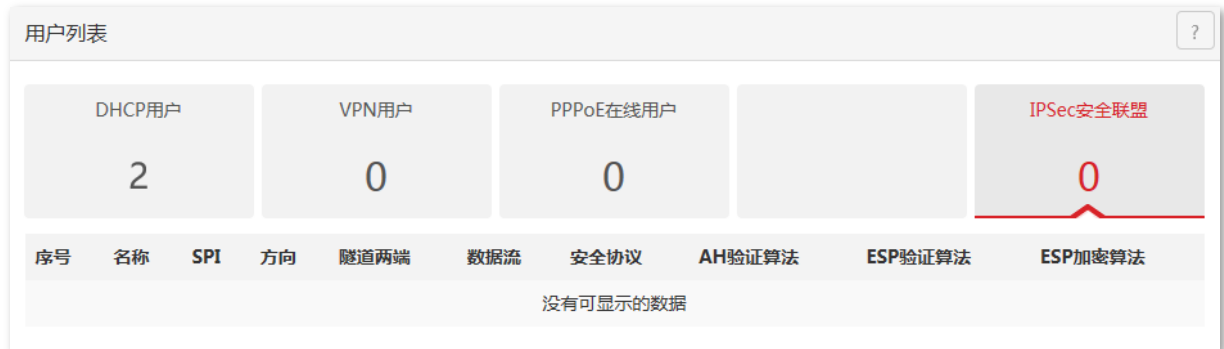 用户列表 ?
DHCP用户 VPN用户 PPPoE在线用户 IPSec安全联盟
2 0 0 0
序号 名称 SPI 方向 隧道两端 数据流 安全协议 AH验证算法 ESP验证算法 ESP加密算法
没有可显示的数据